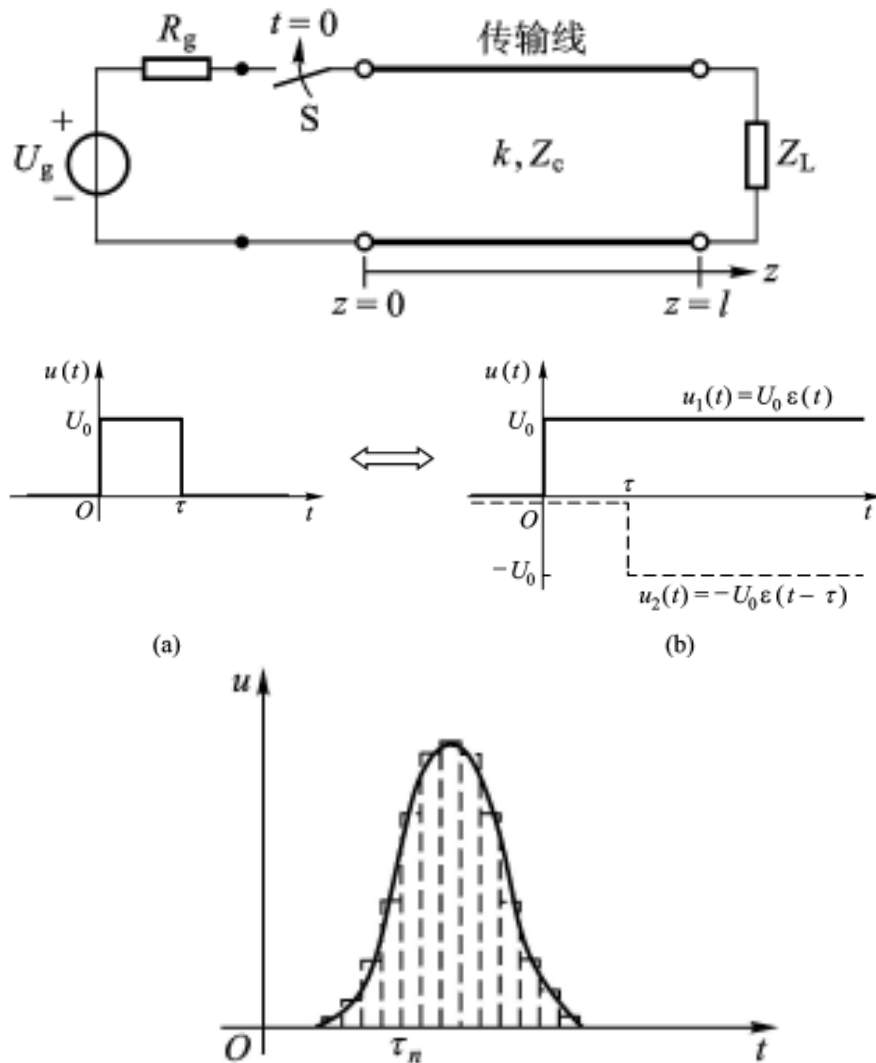 R_g
t = 0
传输线
S
+
U_g
−
k, Z_c
Z_L
z
z = 0
z = l
u(t)
U_0
O
τ
t
u(t)
u_1(t) = U_0 ε(t)
U_0
τ
O
t
−U_0
u_2(t) = −U_0 ε(t − τ)
(a)
(b)
u
O
τ_n
t